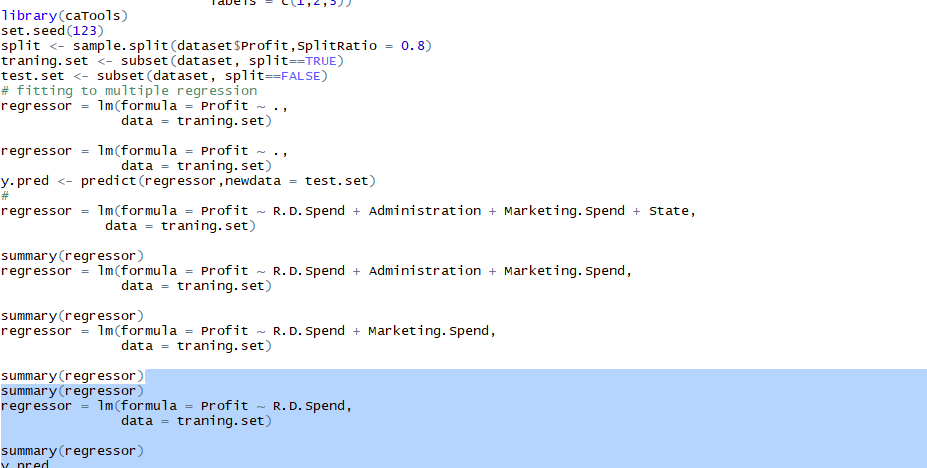 labels = c(1,2,3))
library(caTools)
set.seed(123)
split <- sample.split(dataset$Profit,SplitRatio = 0.8)
traning.set <- subset(dataset, split==TRUE)
test.set <- subset(dataset, split==FALSE)
# fitting to multiple regression
regressor = lm(formula = Profit ~ .,
data = traning.set)
regressor = lm(formula = Profit ~ .,
data = traning.set)
y.pred <- predict(regressor,newdata = test.set)
#
regressor = lm(formula = Profit ~ R.D.Spend + Administration + Marketing.Spend + State,
data = traning.set)
summary(regressor)
regressor = lm(formula = Profit ~ R.D.Spend + Administration + Marketing.Spend,
data = traning.set)
summary(regressor)
regressor = lm(formula = Profit ~ R.D.Spend + Marketing.Spend,
data = traning.set)
summary(regressor)
summary(regressor)
regressor = lm(formula = Profit ~ R.D.Spend,
data = traning.set)
summary(regressor)
y.pred